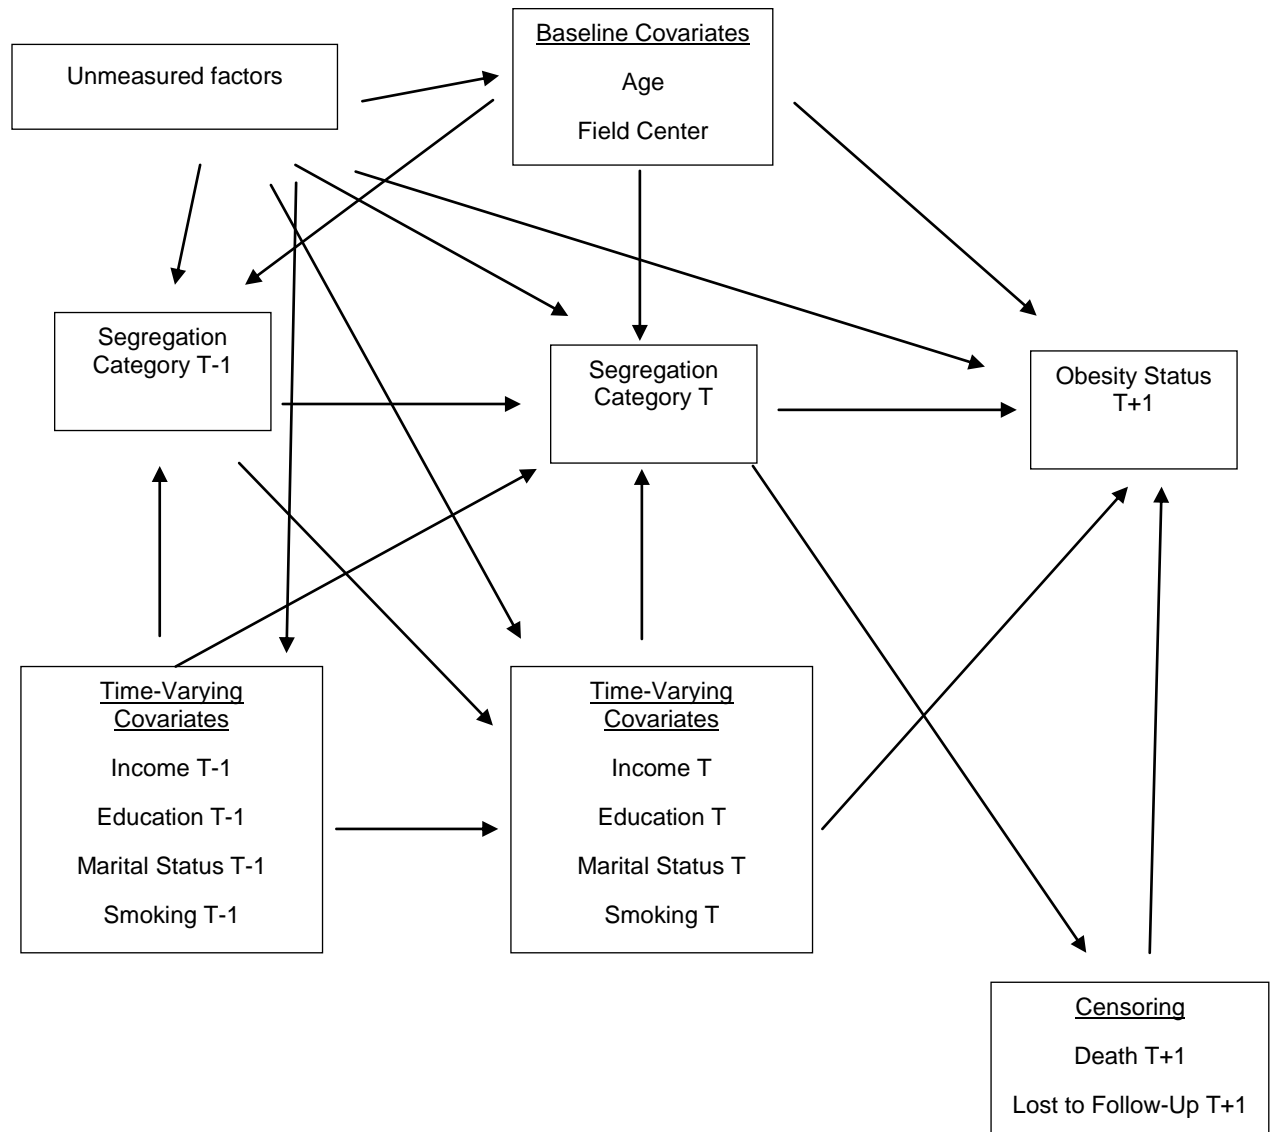 Unmeasured factors
Baseline Covariates
Age
Field Center
Segregation
Category T-1
Segregation
Category T
Obesity Status
T+1
Time-Varying
Covariates
Income T-1
Education T-1
Marital Status T-1
Smoking T-1
Time-Varying
Covariates
Income T
Education T
Marital Status T
Smoking T
Censoring
Death T+1
Lost to Follow-Up T+1